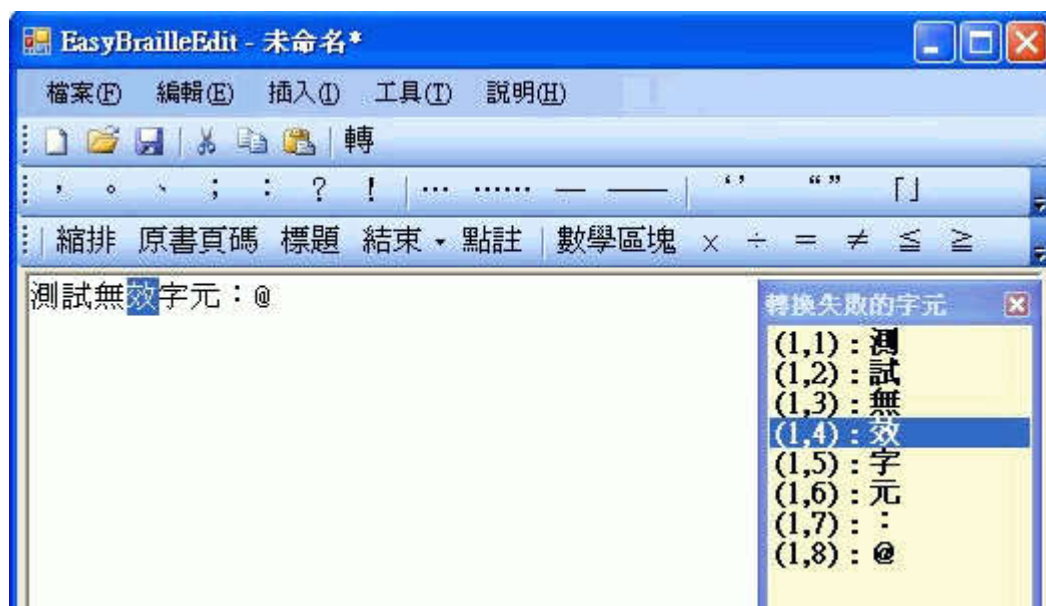 EasyBrailleEdit - 未命名*
檔案(F) 編輯(E) 插入(I) 工具(T) 說明(H)
轉
， 。 、 ； ： ？ ！ … …… — —— ‘’ “” 「」
縮排 原書頁碼 標題 結束 點註 數學區塊 × ÷ = ≠ ≦ ≧
測試無效字元：@
轉換失敗的字元
(1,1)：測
(1,2)：試
(1,3)：無
(1,4)：效
(1,5)：字
(1,6)：元
(1,7)：：
(1,8)：@